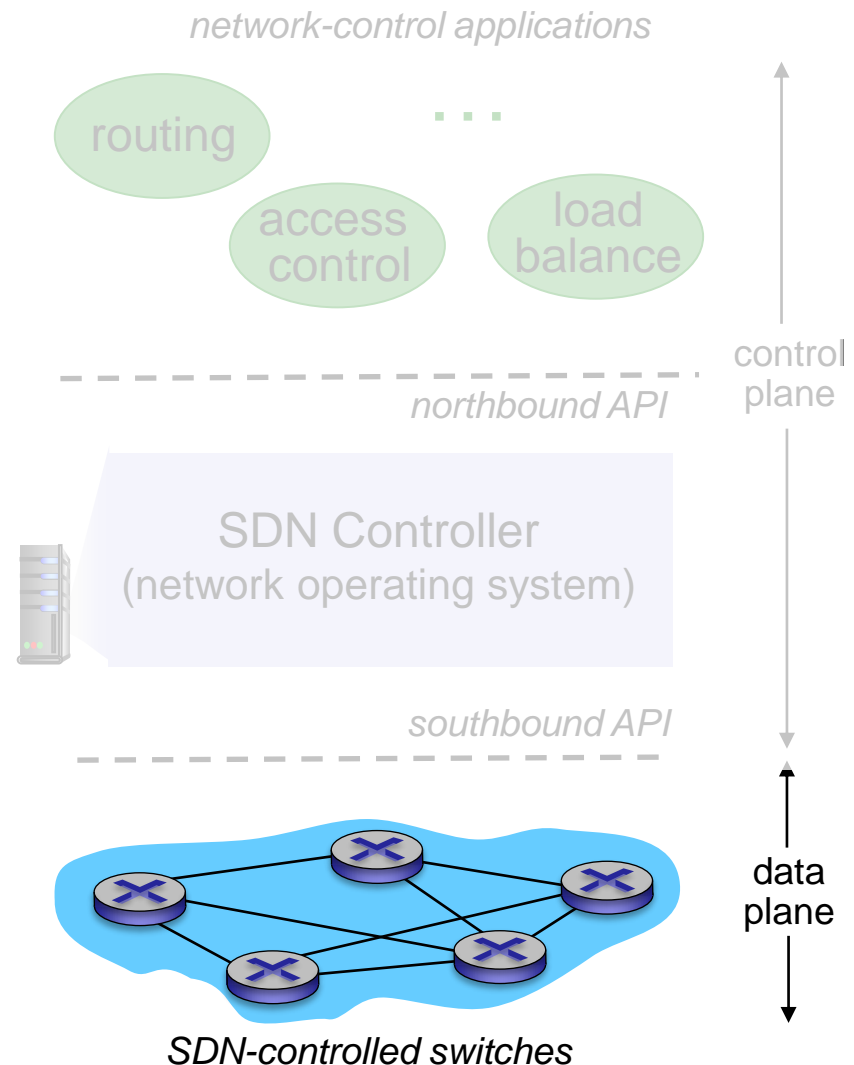 network-control applications
routing
...
access
control
load
balance
control
plane
northbound API
SDN Controller
(network operating system)
southbound API
data
plane
SDN-controlled switches